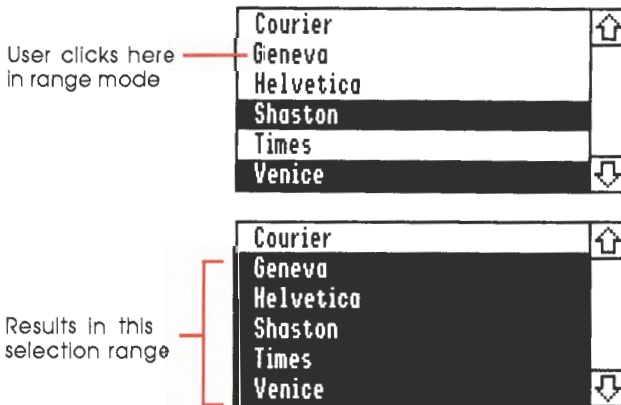 Courier
User clicks here
in range mode
Geneva
Helvetica
Shaston
Times
Venice
Courier
Geneva
Helvetica
Shaston
Times
Venice
Results in this
selection range